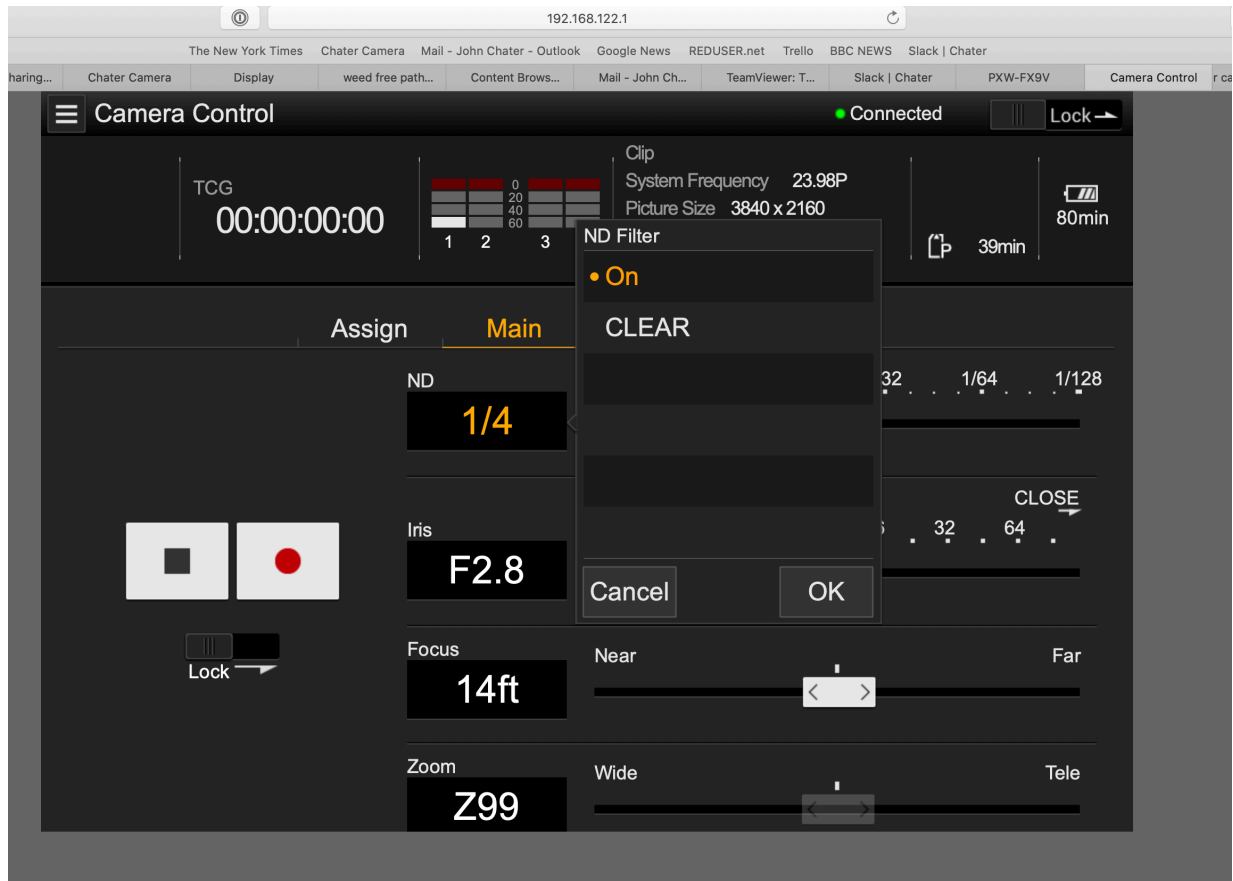 192.168.122.1
The New York Times Chater Camera Mail - John Chater - Outlook Google News REDUSER.net Trello BBC NEWS Slack | Chater
haring... Chater Camera Display weed free path... Content Brows... Mail - John Ch... TeamViewer: T... Slack | Chater PXW-FX9V Camera Control r ca
Camera Control Connected Lock
Clip
TCG
00:00:00:00
0
20
40
60
1 2 3
System Frequency 23.98P
Picture Size 3840 x 2160
P 39min
80min
ND Filter
On
CLEAR
Cancel OK
Assign Main
ND
1/4
32 1/64 1/128
Iris
F2.8
CLOSE
32 64
Lock
Focus
14ft
Near Far
Zoom
Z99
Wide Tele